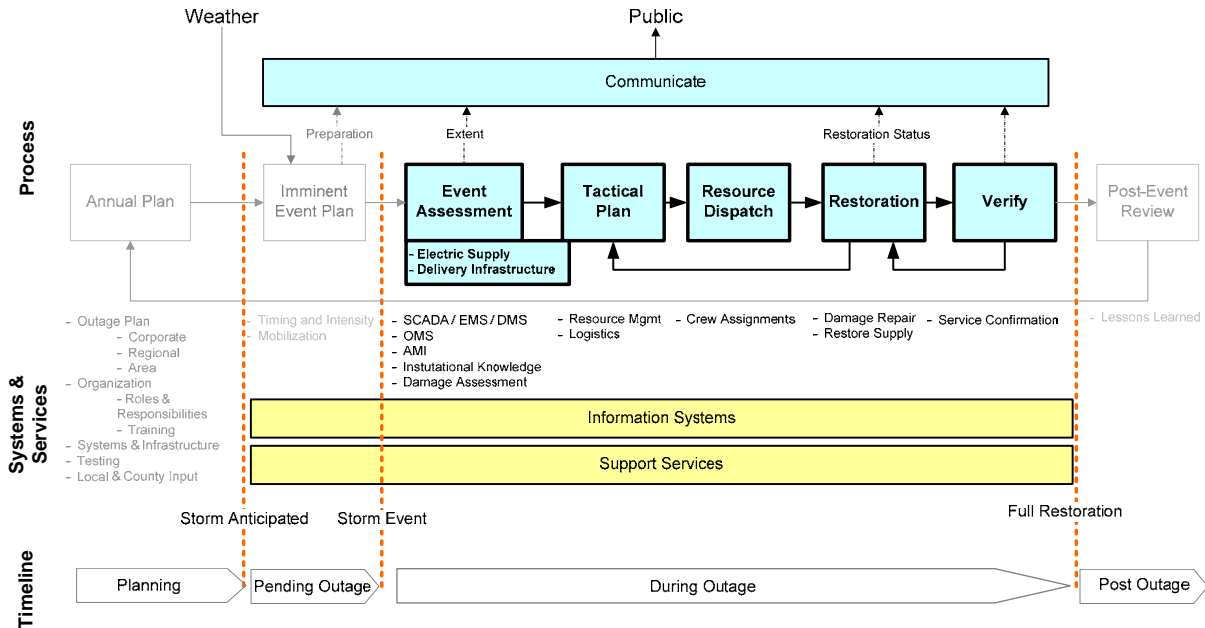 Weather
Public
Communicate
Process
Preparation
Extent
Restoration Status
Annual Plan
Imminent
Event Plan
Event
Assessment
Tactical
Plan
Resource
Dispatch
Restoration
Verify
Post-Event
Review
- Electric Supply
- Delivery Infrastructure
Systems &
Services
- Outage Plan
- Corporate
- Regional
- Area
- Organization
- Roles &
Responsibilities
- Training
- Systems & Infrastructure
- Testing
- Local & County Input
- Timing and Intensity
- Mobilization
- SCADA / EMS / DMS
- OMS
- AMI
- Instutational Knowledge
- Damage Assessment
- Resource Mgmt
- Logistics
- Crew Assignments
- Damage Repair
- Restore Supply
- Service Confirmation
- Lessons Learned
Information Systems
Support Services
Storm Anticipated
Storm Event
Full Restoration
Timeline
Planning
Pending Outage
During Outage
Post Outage